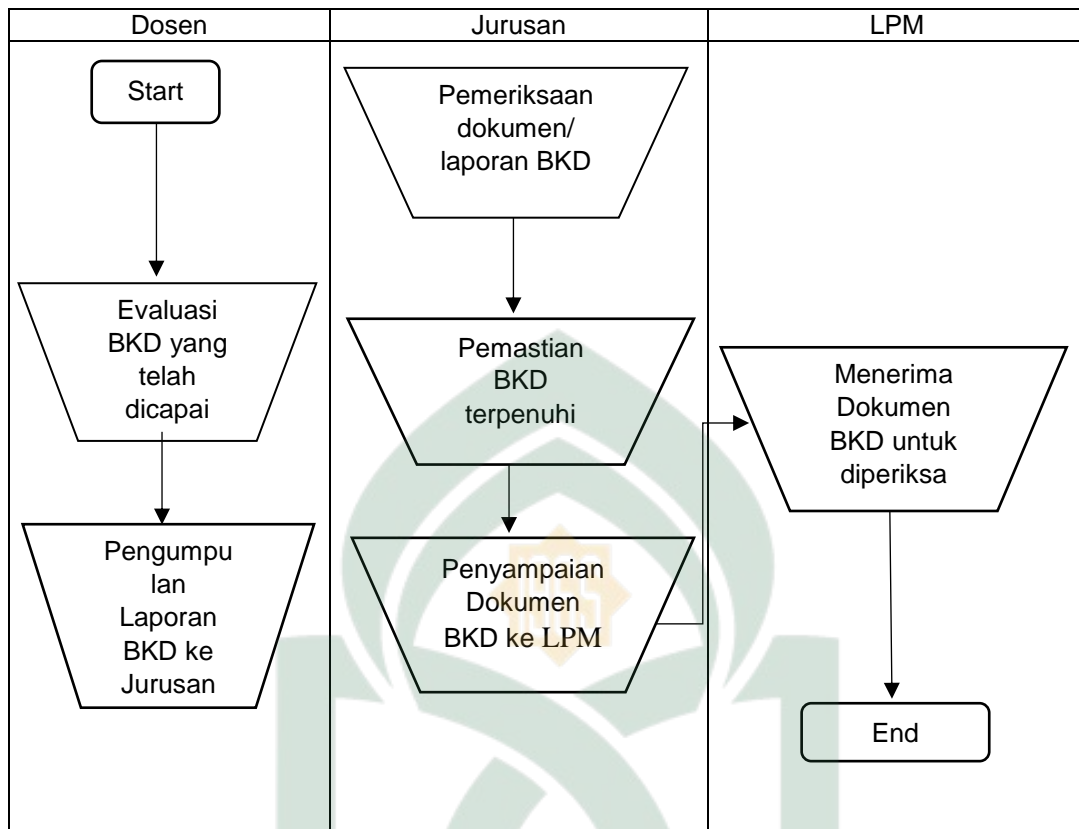 Dosen
Jurusan
LPM
Start
Evaluasi
BKD yang
telah
dicapai
Pengumpu
lan
Laporan
BKD ke
Jurusan
Pemeriksaan
dokumen/
laporan BKD
Pemastian
BKD
terpenuhi
Penyampaian
Dokumen
BKD ke LPM
Menerima
Dokumen
BKD untuk
diperiksa
End